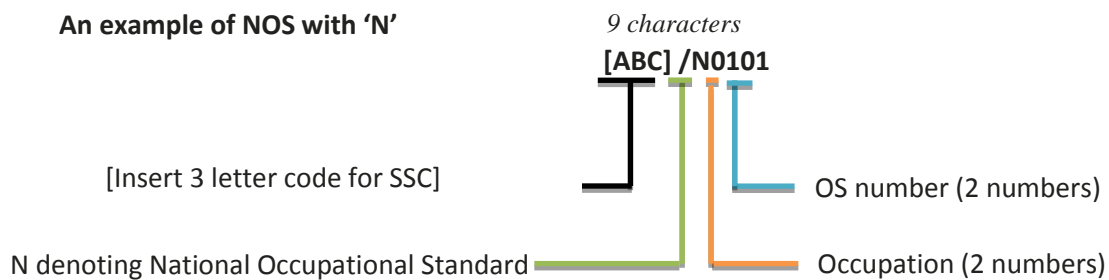 An example of NOS with ‘N’
9 characters
[ABC] /N0101
[Insert 3 letter code for SSC]
OS number (2 numbers)
N denoting National Occupational Standard
Occupation (2 numbers)